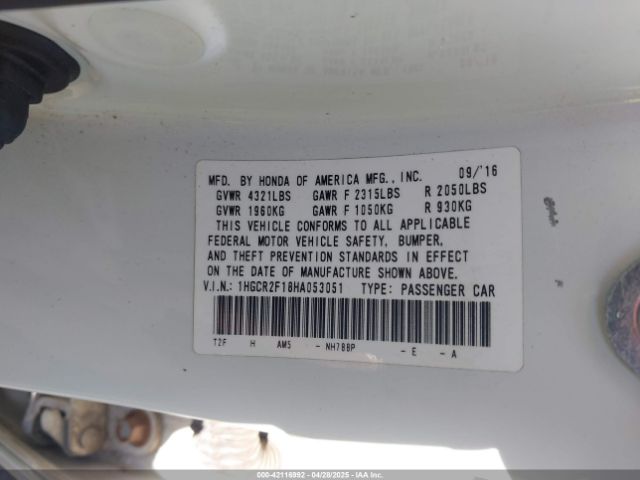 MFD. BY HONDA OF AMERICA MFG., INC. 09/'16
GVWR 4321LBS GAWR F 2315LBS R 2050LBS
GVWR 1960KG GAWR F 1050KG R 930KG
THIS VEHICLE CONFORMS TO ALL APPLICABLE
FEDERAL MOTOR VEHICLE SAFETY, BUMPER,
AND THEFT PREVENTION STANDARDS IN EFFECT
ON THE DATE OF MANUFACTURE SHOWN ABOVE.
V.I.N.: 1HGCR2F18HA053051 TYPE: PASSENGER CAR
T2F H AM5 - NH788P - E - A
000-42116992 - 04/28/2025 - IAA Inc.